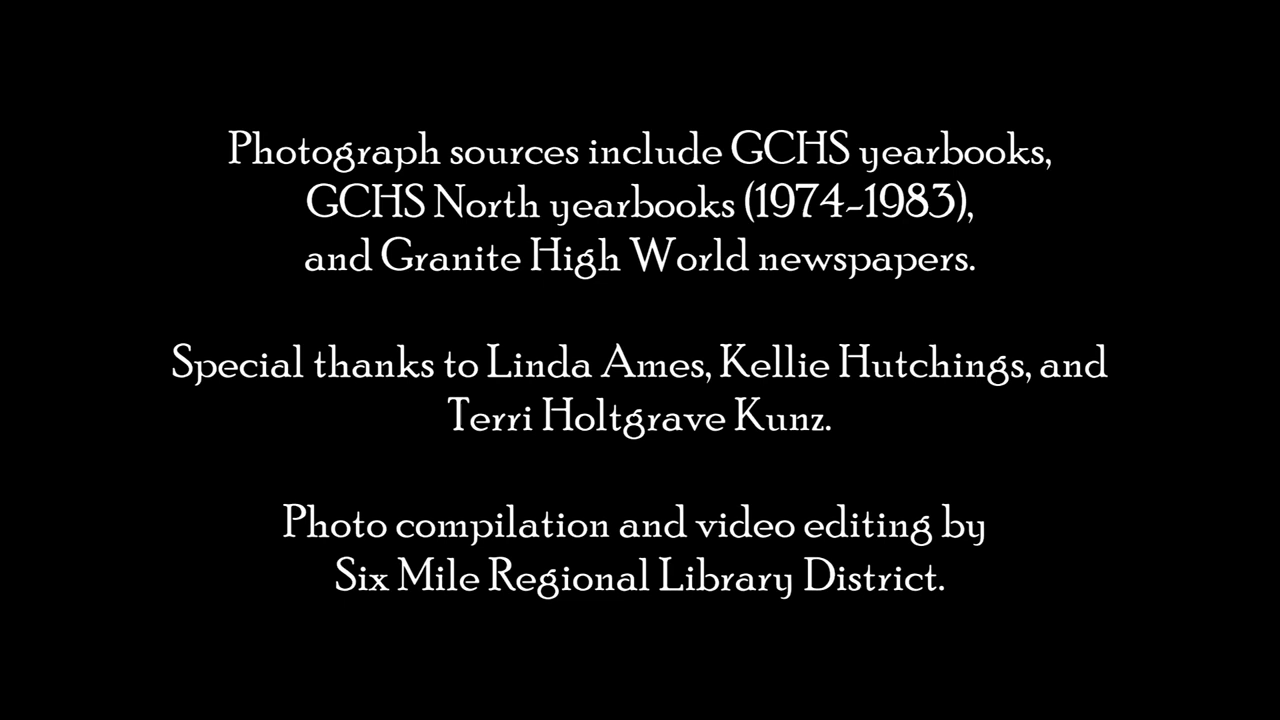 Photograph sources include GCHS yearbooks,
GCHS North yearbooks (1974-1983),
and Granite High World newspapers.
Special thanks to Linda Ames, Kellie Hutchings, and
Terri Holtgrave Kunz.
Photo compilation and video editing by
Six Mile Regional Library District.